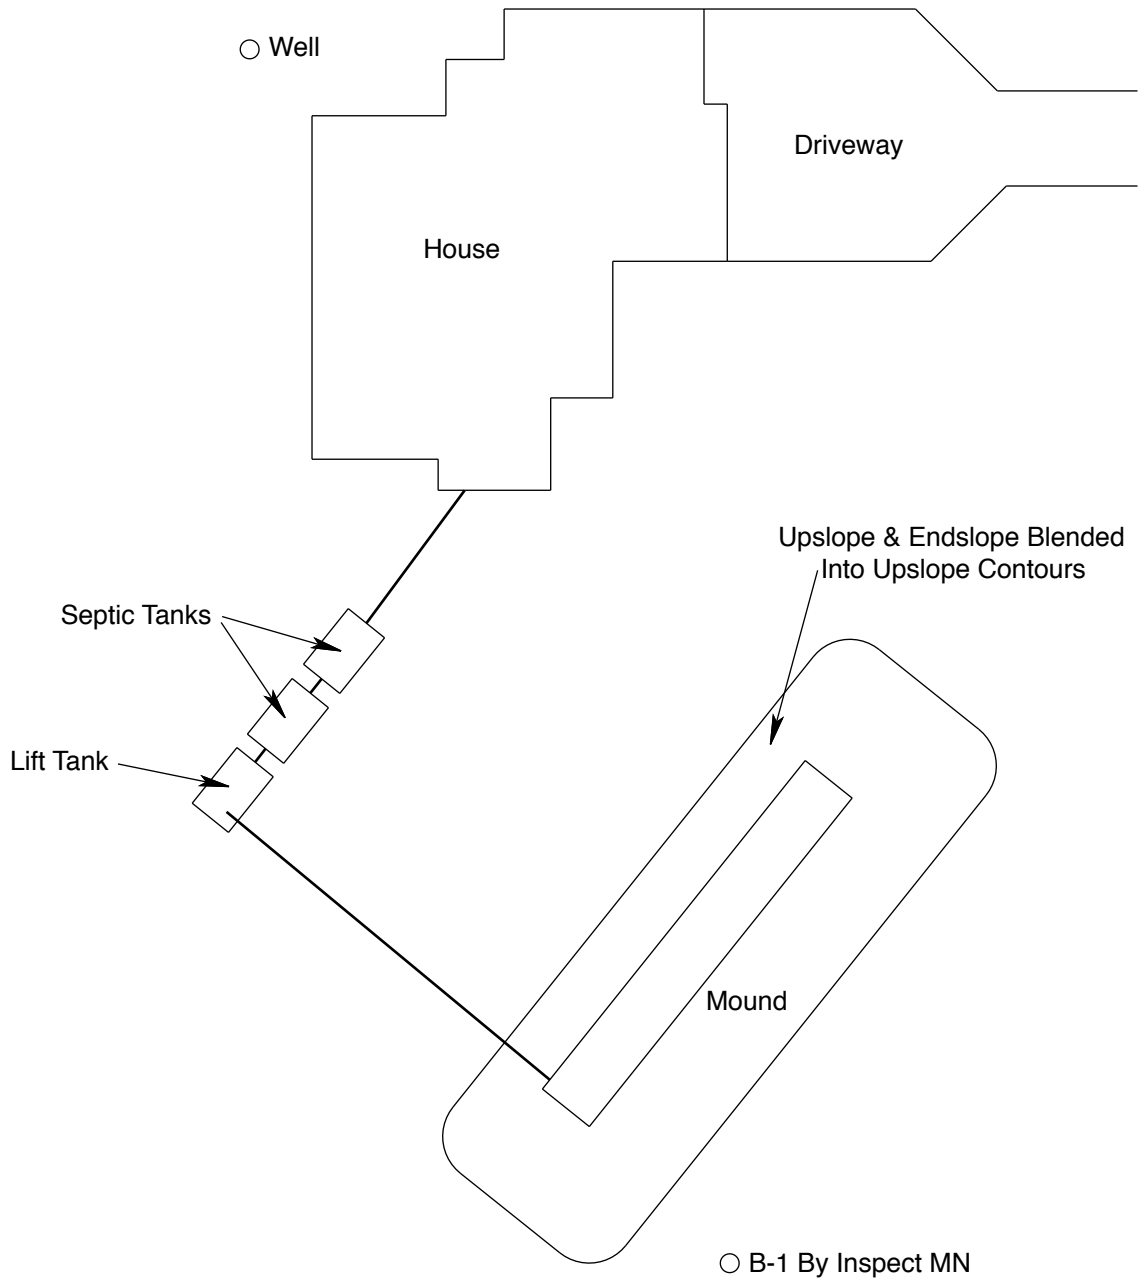 Well
Driveway
House
Upslope & Endslope Blended
Into Upslope Contours
Septic Tanks
Lift Tank
Mound
B-1 By Inspect MN